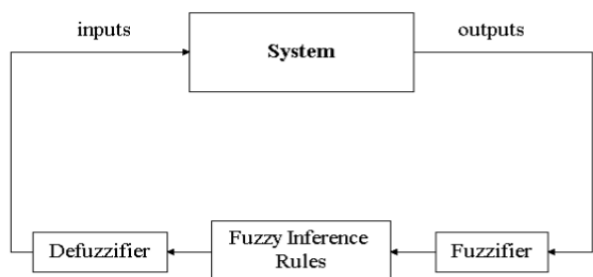 inputs
outputs
System
Defuzzifier
Fuzzy Inference
Rules
Fuzzifier